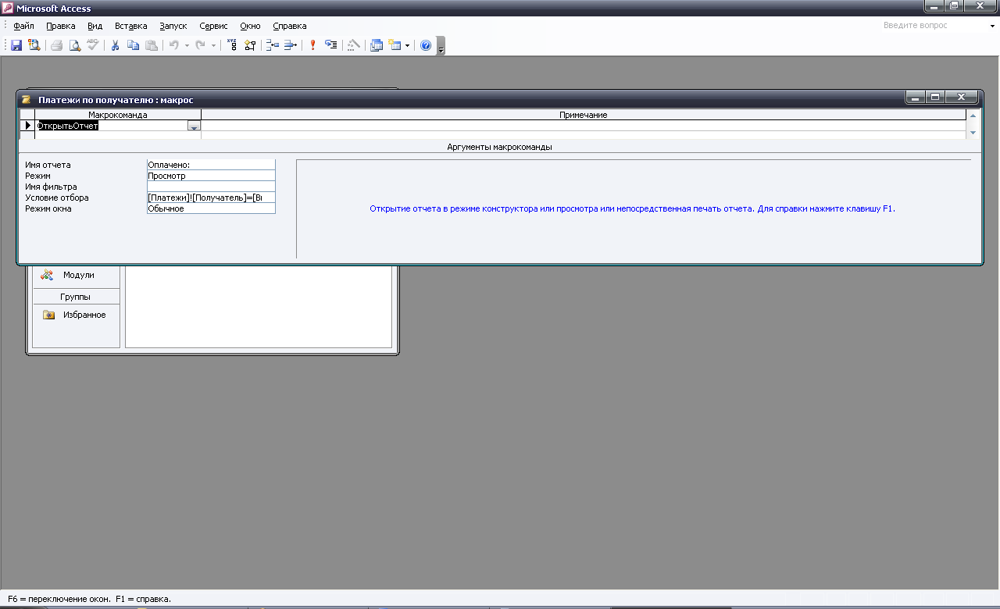 Microsoft Access
Файл Правка Вид Вставка Запуск Сервис Окно Справка Введите вопрос
Платежи по получателю : макрос
Макрокоманда Примечание
ОткрытьОтчет
Аргументы макрокоманды
Имя отчета Оплачено:
Режим Просмотр
Имя фильтра
Условие отбора [Платежи]![Получатель]=[Ві
Режим окна Обычное
Открытие отчета в режиме конструктора или просмотра или непосредственная печать отчета. Для справки нажмите клавишу F1.
Модули
Группы
Избранное
F6 = переключение окон. F1 = справка.